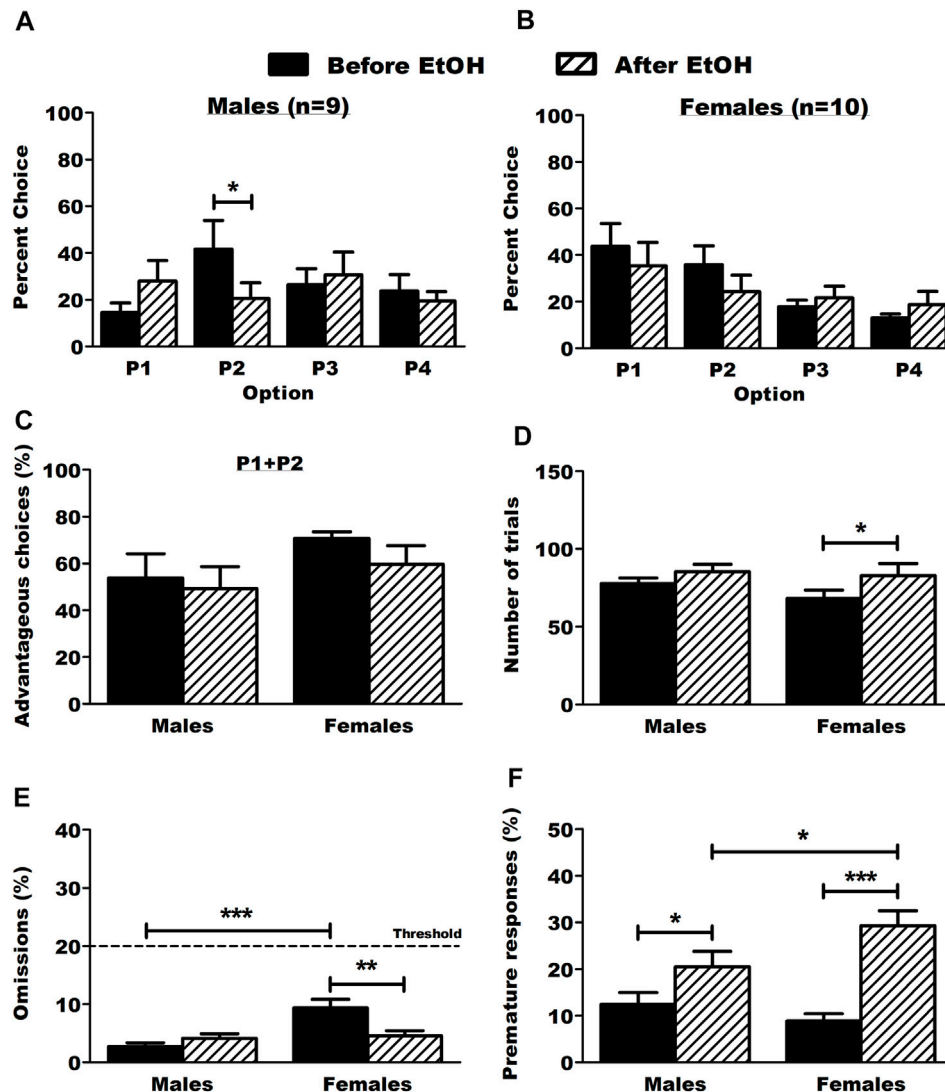 A
B
Before EtOH
After EtOH
Males (n=9)
Females (n=10)
Percent Choice
100
80
60
40
20
0
*
P1
P2
P3
P4
Option
Percent Choice
100
80
60
40
20
0
P1
P2
P3
P4
Option
C
D
P1+P2
Advantageous choices (%)
100
80
60
40
20
0
Males
Females
Number of trials
150
100
50
0
*
Males
Females
E
F
Omissions (%)
40
30
20
10
0
***
Threshold
**
Males
Females
Premature responses (%)
50
40
30
20
10
0
*
*
***
Males
Females